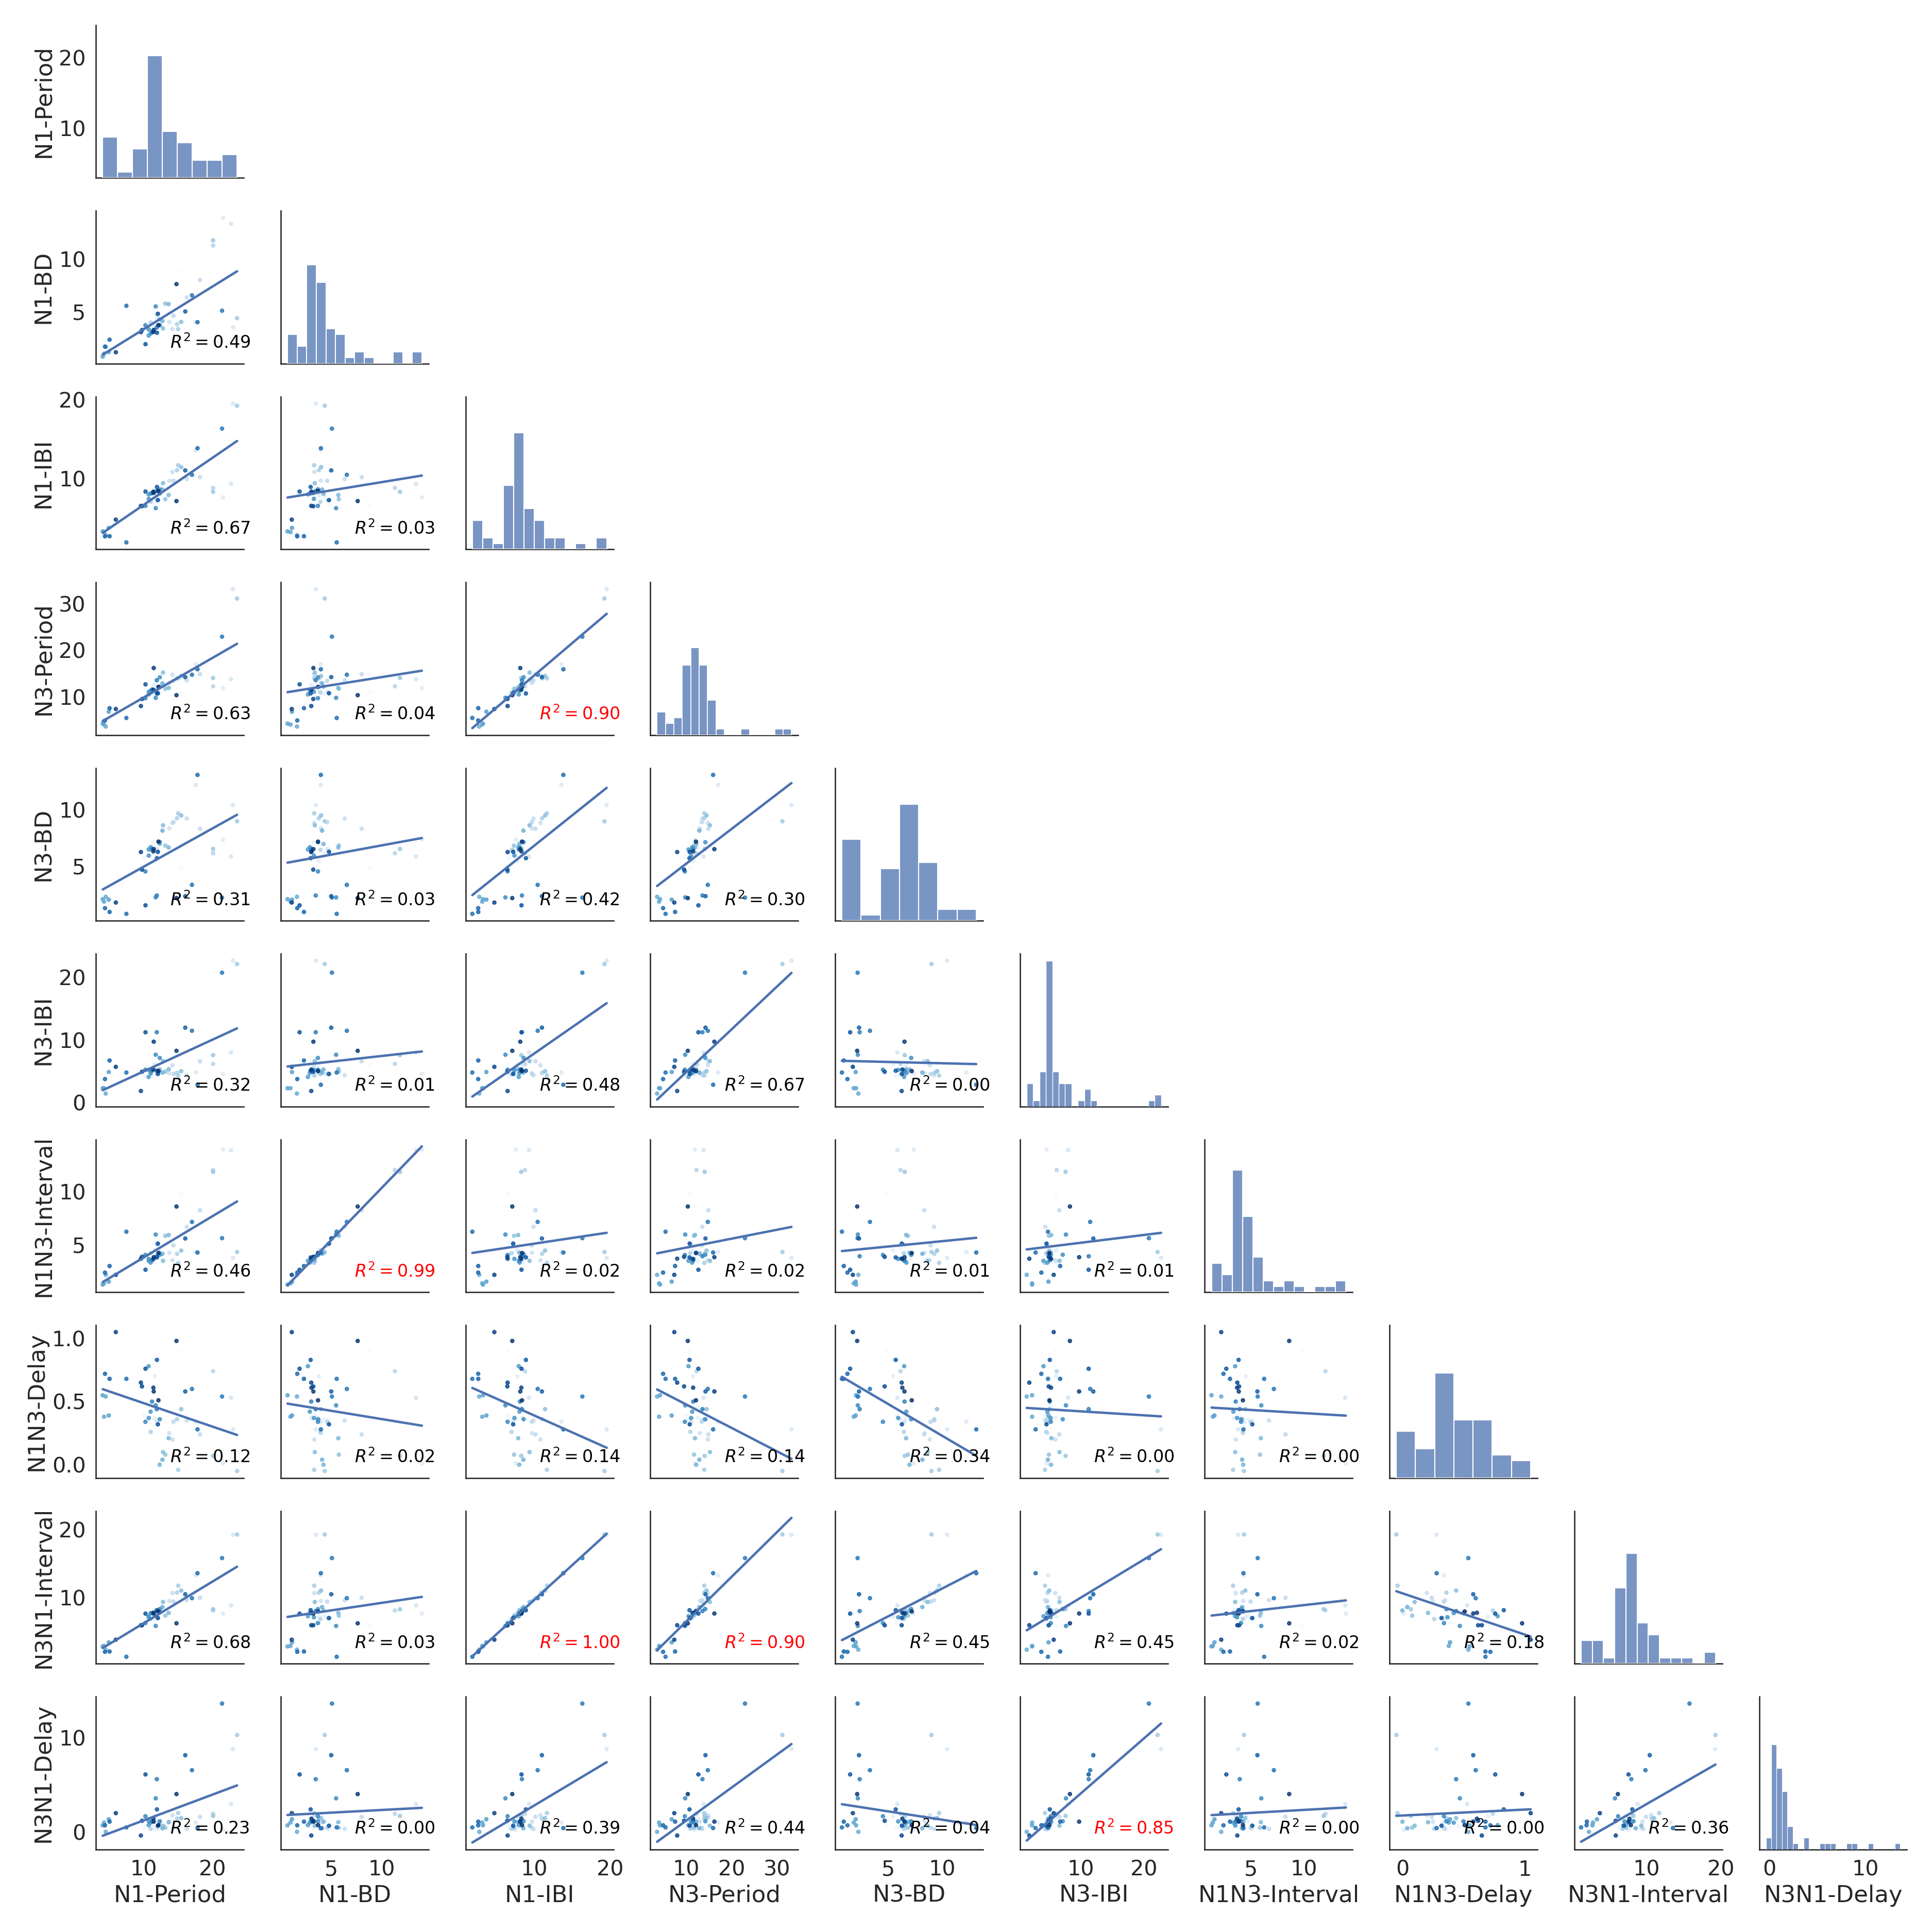 N1-Period
20
10
N1-BD
10
5
R² = 0.49
N1-IBI
20
10
R² = 0.67
R² = 0.03
N3-Period
30
20
10
R² = 0.63
R² = 0.04
R² = 0.90
N3-BD
10
5
R² = 0.31
R² = 0.03
R² = 0.42
R² = 0.30
N3-IBI
20
10
0
R² = 0.32
R² = 0.01
R² = 0.48
R² = 0.67
R² = 0.00
N1N3-Interval
10
5
R² = 0.46
R² = 0.99
R² = 0.02
R² = 0.02
R² = 0.01
R² = 0.01
N1N3-Delay
1.0
0.5
0.0
R² = 0.12
R² = 0.02
R² = 0.14
R² = 0.14
R² = 0.34
R² = 0.00
R² = 0.00
N3N1-Interval
20
10
R² = 0.68
R² = 0.03
R² = 1.00
R² = 0.90
R² = 0.45
R² = 0.45
R² = 0.02
R² = 0.18
N3N1-Delay
10
0
R² = 0.23
R² = 0.00
R² = 0.39
R² = 0.44
R² = 0.04
R² = 0.85
R² = 0.00
R² = 0.00
R² = 0.36
10 20
5 10
10 20
10 20 30
5 10
10 20
5 10
0 1
10 20
0 10
N1-Period
N1-BD
N1-IBI
N3-Period
N3-BD
N3-IBI
N1N3-Interval
N1N3-Delay
N3N1-Interval
N3N1-Delay